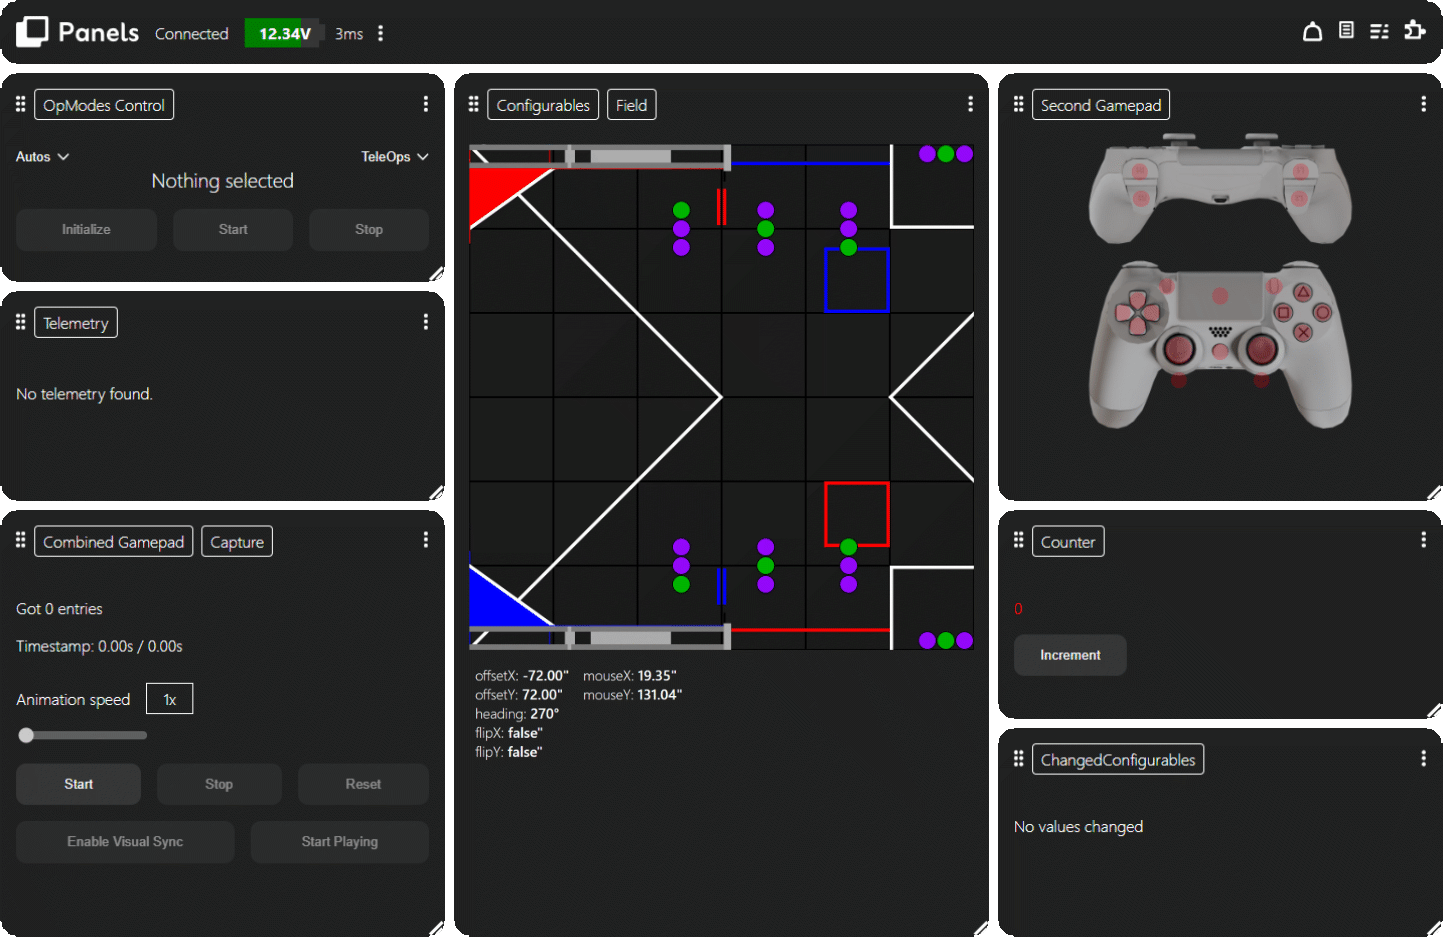 Panels Connected 12.34V 3ms
OpModes Control
Autos TeleOps
Nothing selected
Initialize Start Stop
Telemetry
No telemetry found.
Combined Gamepad Capture
Got 0 entries
Timestamp: 0.00s / 0.00s
Animation speed 1x
Start Stop Reset
Enable Visual Sync Start Playing
Configurables Field
offsetX: -72.00" mouseX: 19.35"
offsetY: 72.00" mouseY: 131.04"
heading: 270°
flipX: false"
flipY: false"
Second Gamepad
Counter
0
Increment
ChangedConfigurables
No values changed